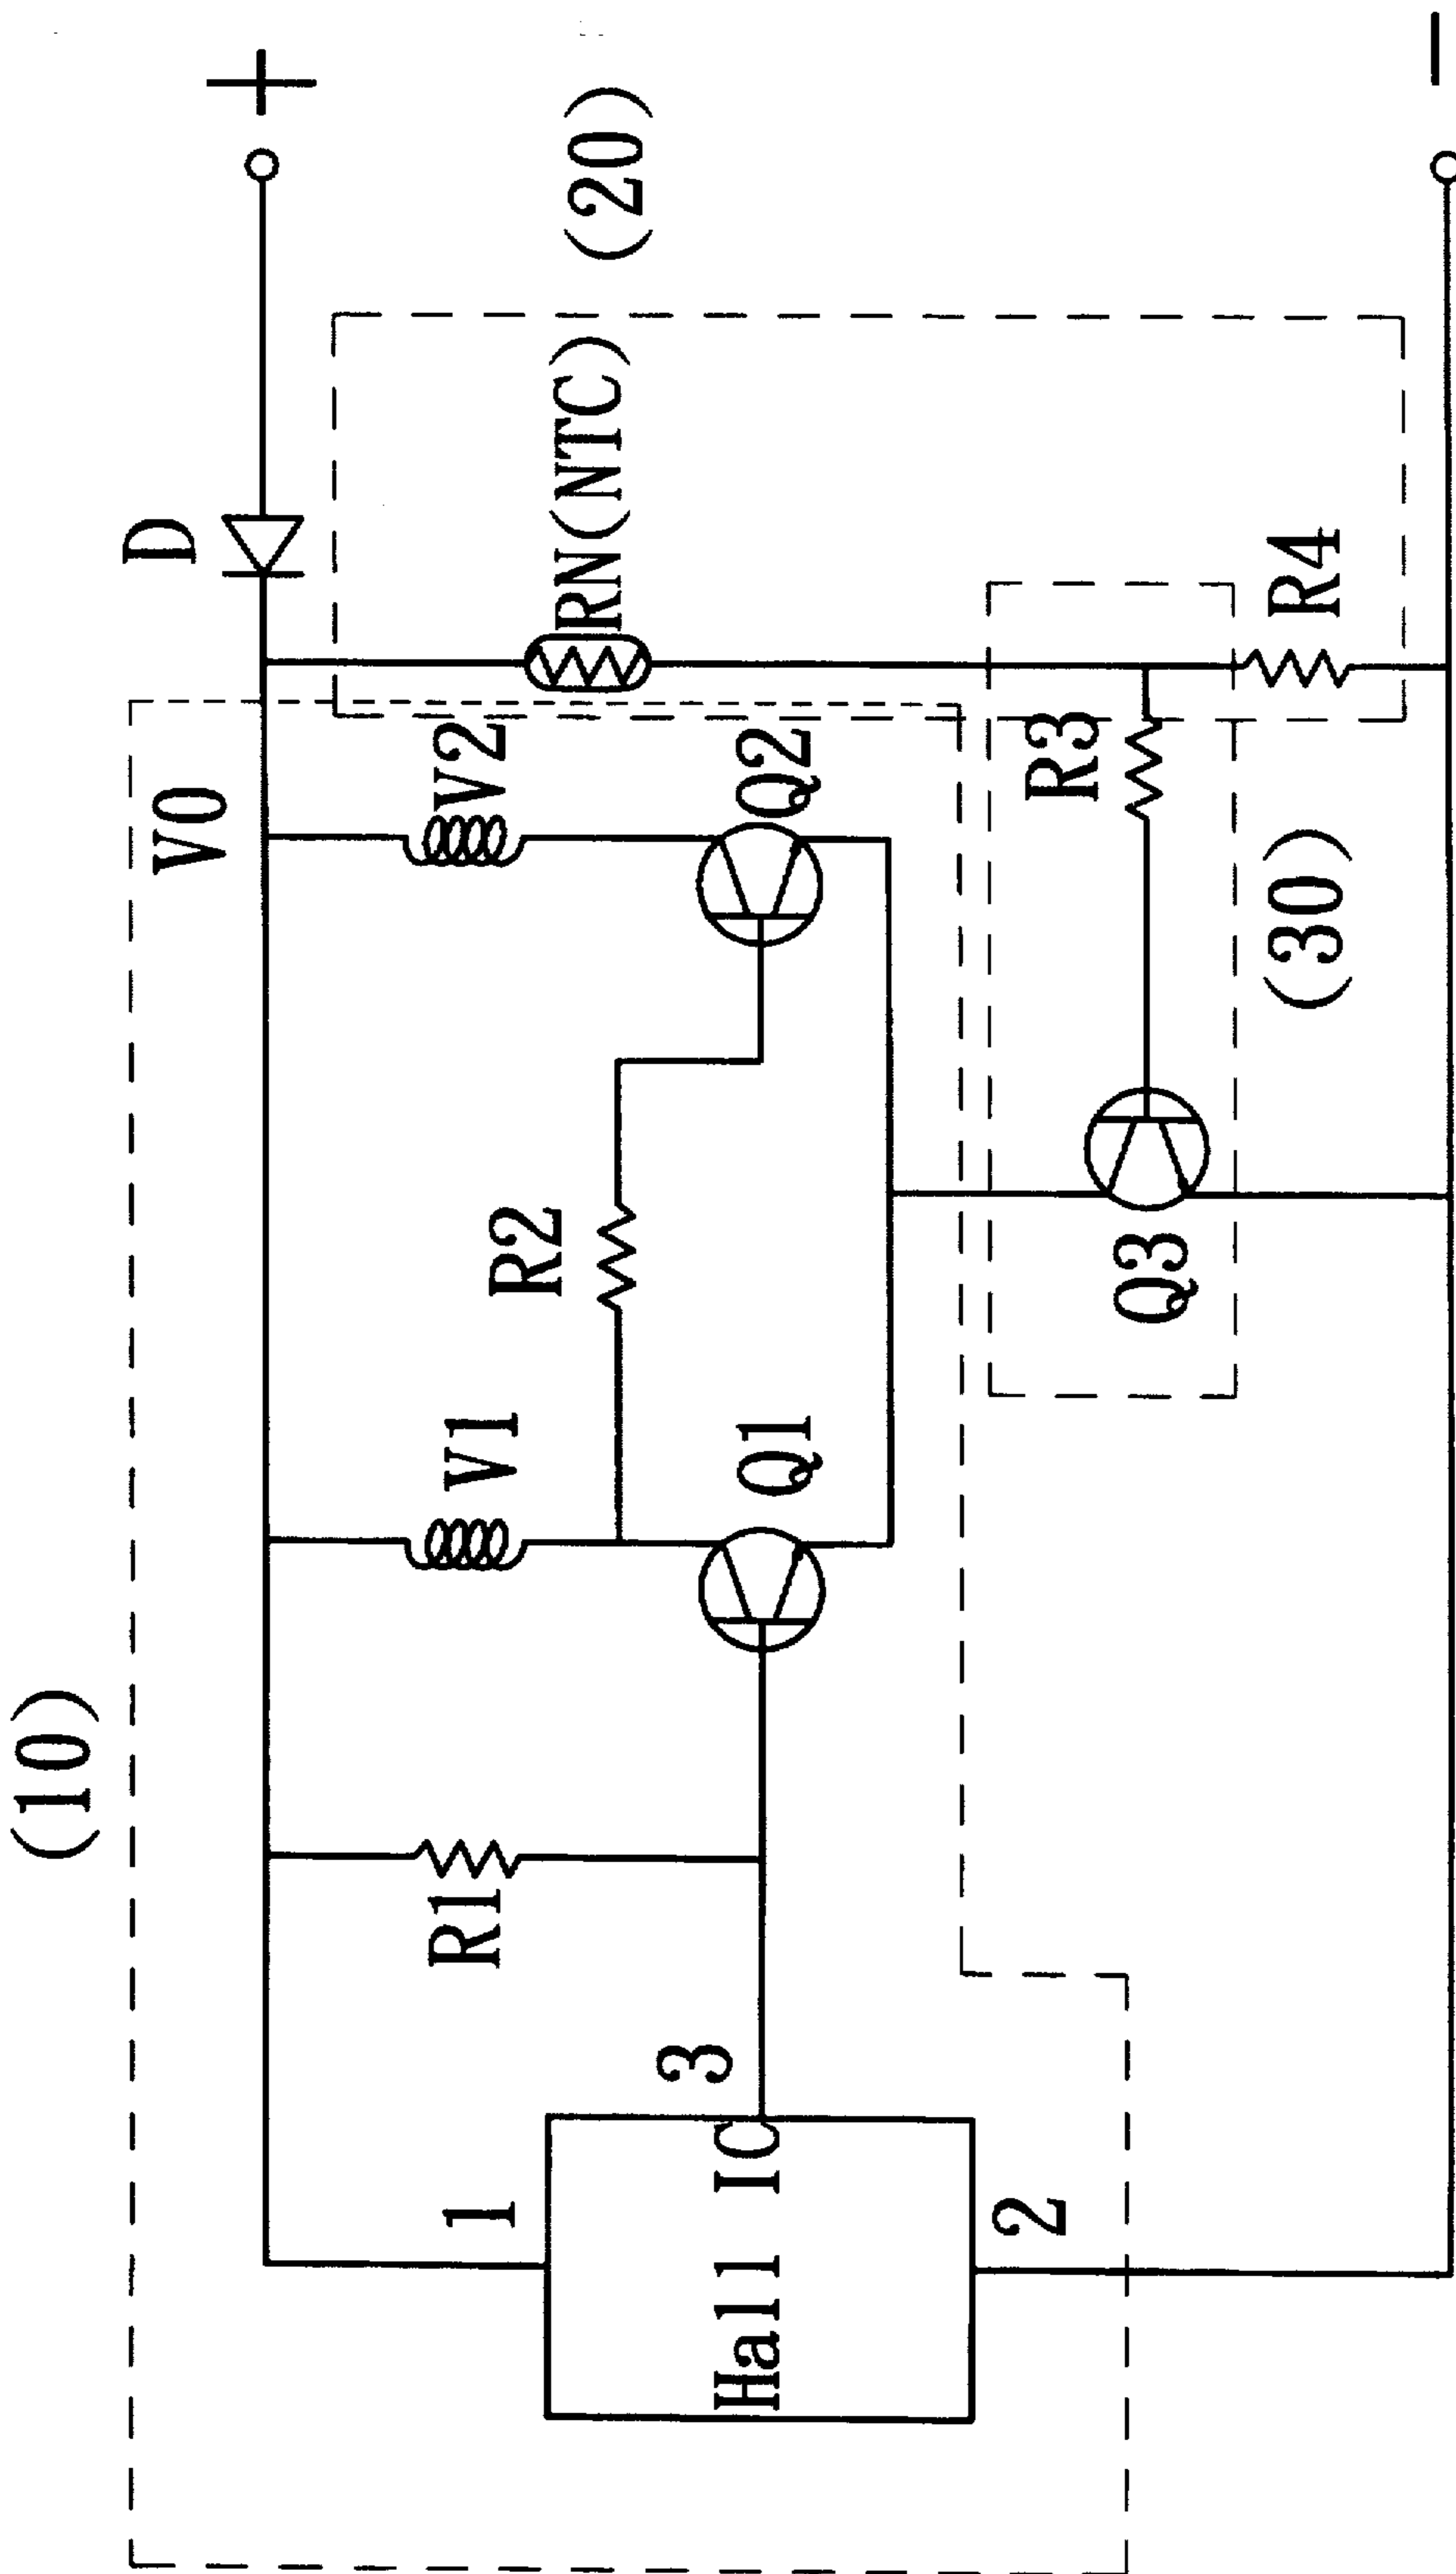 (10)
V0
D
+
R1
V1
R2
V2
RN(NTC)
(20)
1
3
Hall IC
2
Q1
Q2
R3
Q3
(30)
R4
−